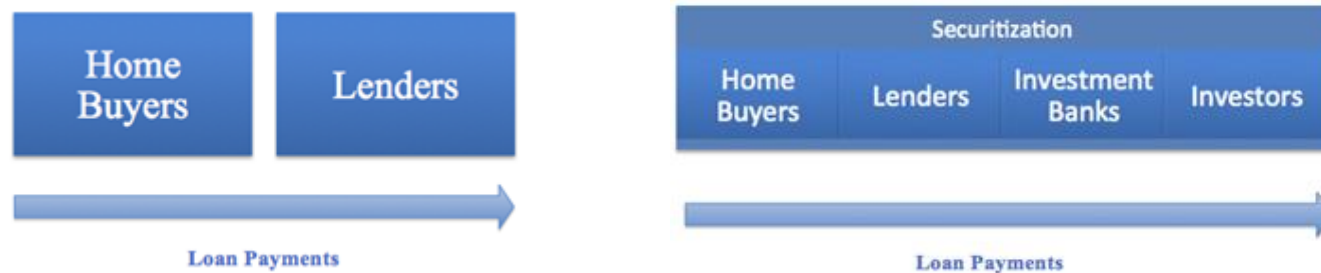 Home
Buyers
Lenders
Loan Payments
Securitization
Home
Buyers
Lenders
Investment
Banks
Investors
Loan Payments